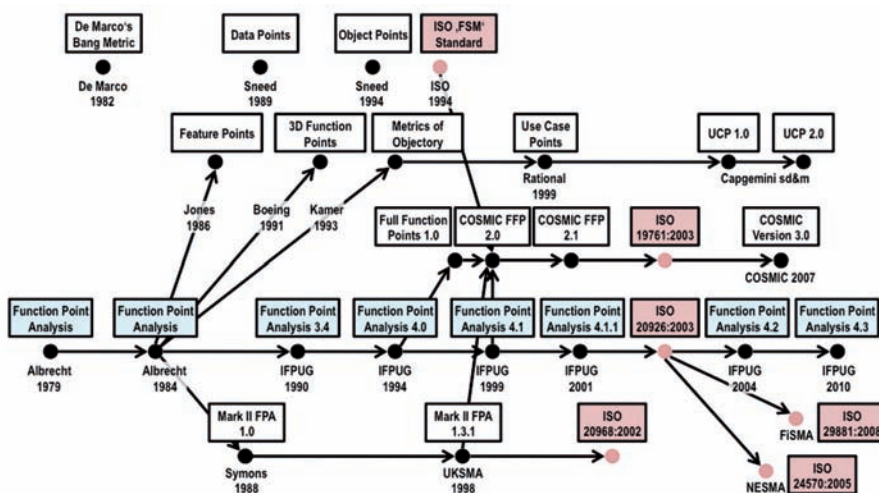 De Marco's
Bang Metric
Data Points
Object Points
ISO ‚FSM'
Standard
De Marco
1982
Sneed
1989
Sneed
1994
ISO
1994
Feature Points
3D Function
Points
Metrics of
Objectory
Use Case
Points
UCP 1.0
UCP 2.0
Rational
1999
Capgemini sd&m
Jones
1986
Boeing
1991
Kamer
1993
Full Function
Points 1.0
COSMIC FFP
2.0
COSMIC FFP
2.1
ISO
19761:2003
COSMIC
Version 3.0
COSMIC 2007
Function Point
Analysis
Function Point
Analysis
Function Point
Analysis 3.4
Function Point
Analysis 4.0
Function Point
Analysis 4.1
Function Point
Analysis 4.1.1
ISO
20926:2003
Function Point
Analysis 4.2
Function Point
Analysis 4.3
Albrecht
1979
Albrecht
1984
IFPUG
1990
IFPUG
1994
IFPUG
1999
IFPUG
2001
IFPUG
2004
IFPUG
2010
Mark II FPA
1.0
Mark II FPA
1.3.1
ISO
20968:2002
FiSMA
ISO
29881:2008
Symons
1988
UKSMA
1998
NESMA
ISO
24570:2005